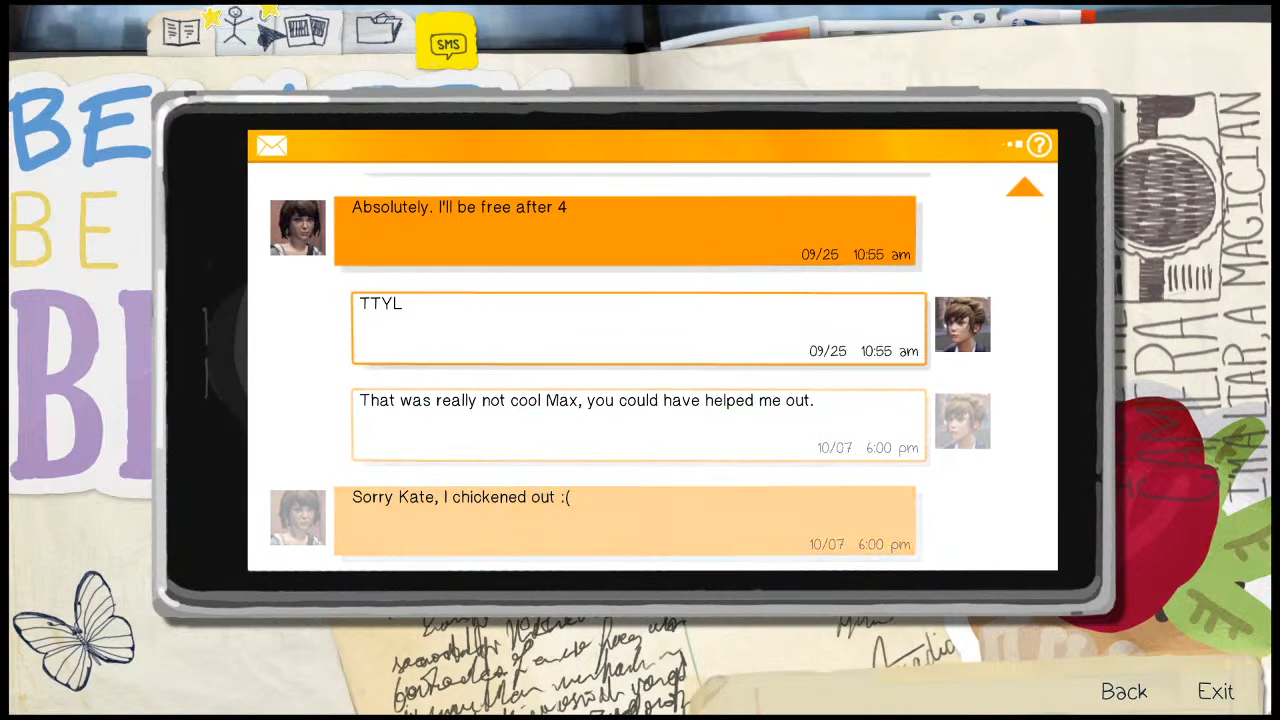 SMS
BE
BE
?
Absolutely. I'll be free after 4
09/25 10:55 am
TTYL
09/25 10:55 am
That was really not cool Max, you could have helped me out.
10/07 6:00 pm
Sorry Kate, I chickened out :(
10/07 6:00 pm
CAMERA
I'M A LIAR, A MAGICIAN
Back Exit